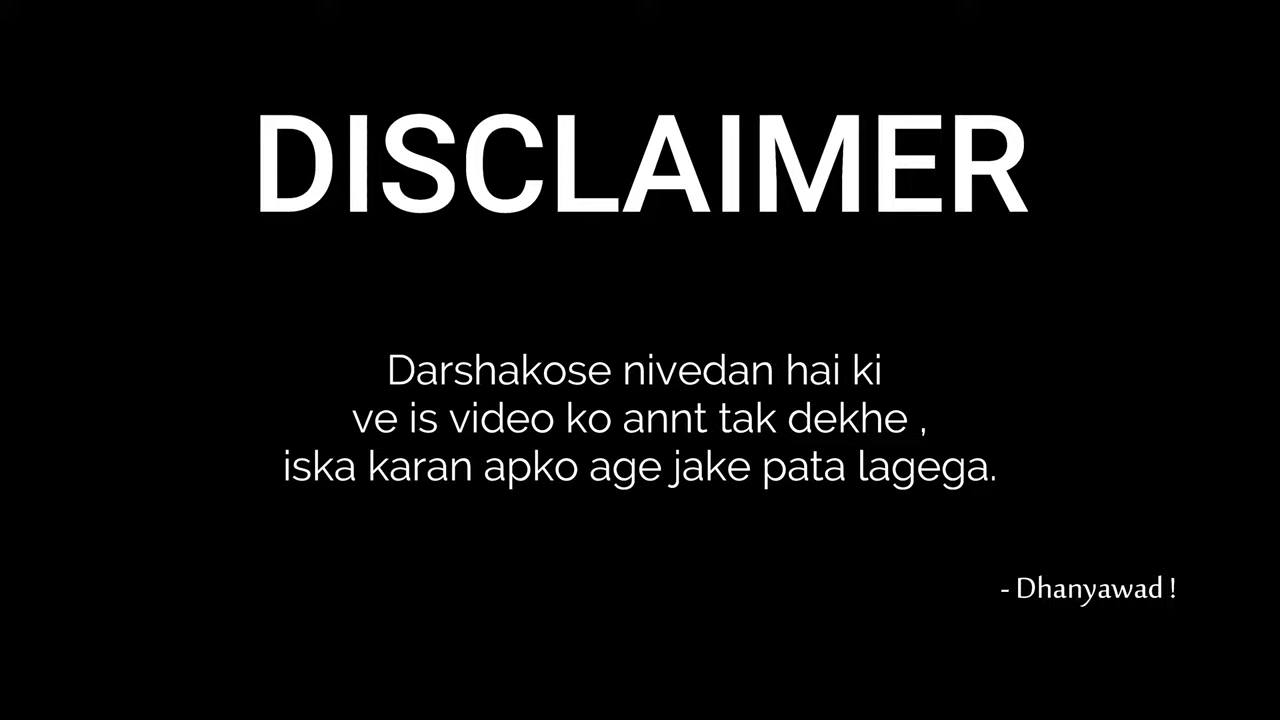 DISCLAIMER
Darshakose nivedan hai ki
ve is video ko annt tak dekhe ,
iska karan apko age jake pata lagega.
- Dhanyawad !